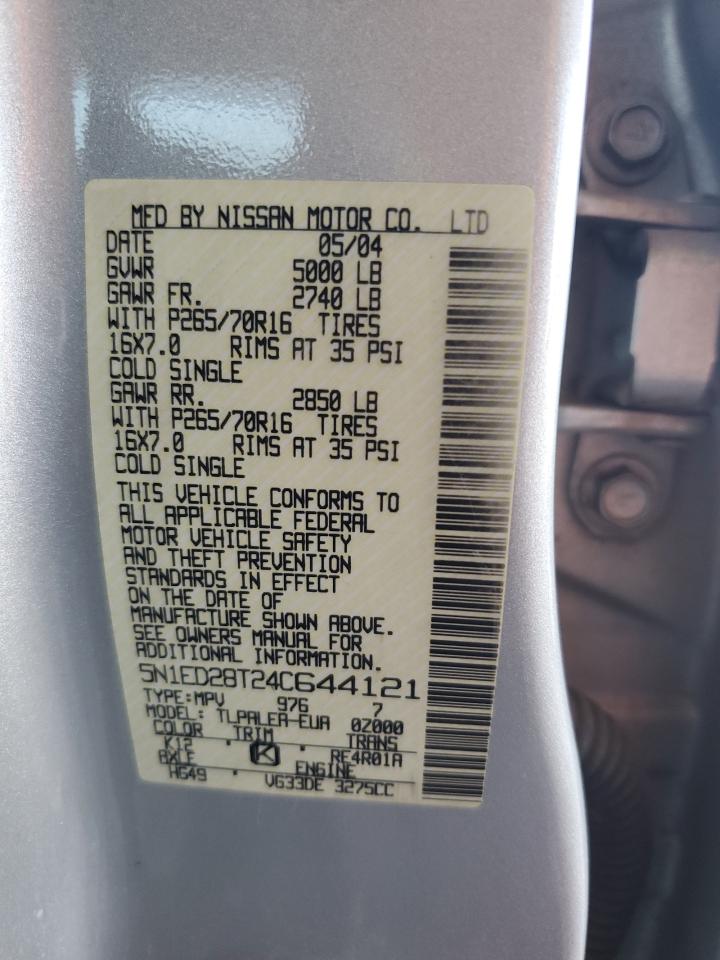 MFD BY NISSAN MOTOR CO. LTD
DATE 05/04
GVWR 5000 LB
GAWR FR. 2740 LB
WITH P265/70R16 TIRES
16X7.0 RIMS AT 35 PSI
COLD SINGLE
GAWR RR. 2850 LB
WITH P265/70R16 TIRES
16X7.0 RIMS AT 35 PSI
COLD SINGLE
THIS VEHICLE CONFORMS TO
ALL APPLICABLE FEDERAL
MOTOR VEHICLE SAFETY
AND THEFT PREVENTION
STANDARDS IN EFFECT
ON THE DATE OF
MANUFACTURE SHOWN ABOVE.
SEE OWNERS MANUAL FOR
ADDITIONAL INFORMATION.
5N1ED28T24C644121
TYPE:MPV 976 7
MODEL: TLPALEA-EUA 0Z000
COLOR TRIM TRANS
K12 K RE4R01A
AXLE ENGINE
HG49 VG33DE 3275CC